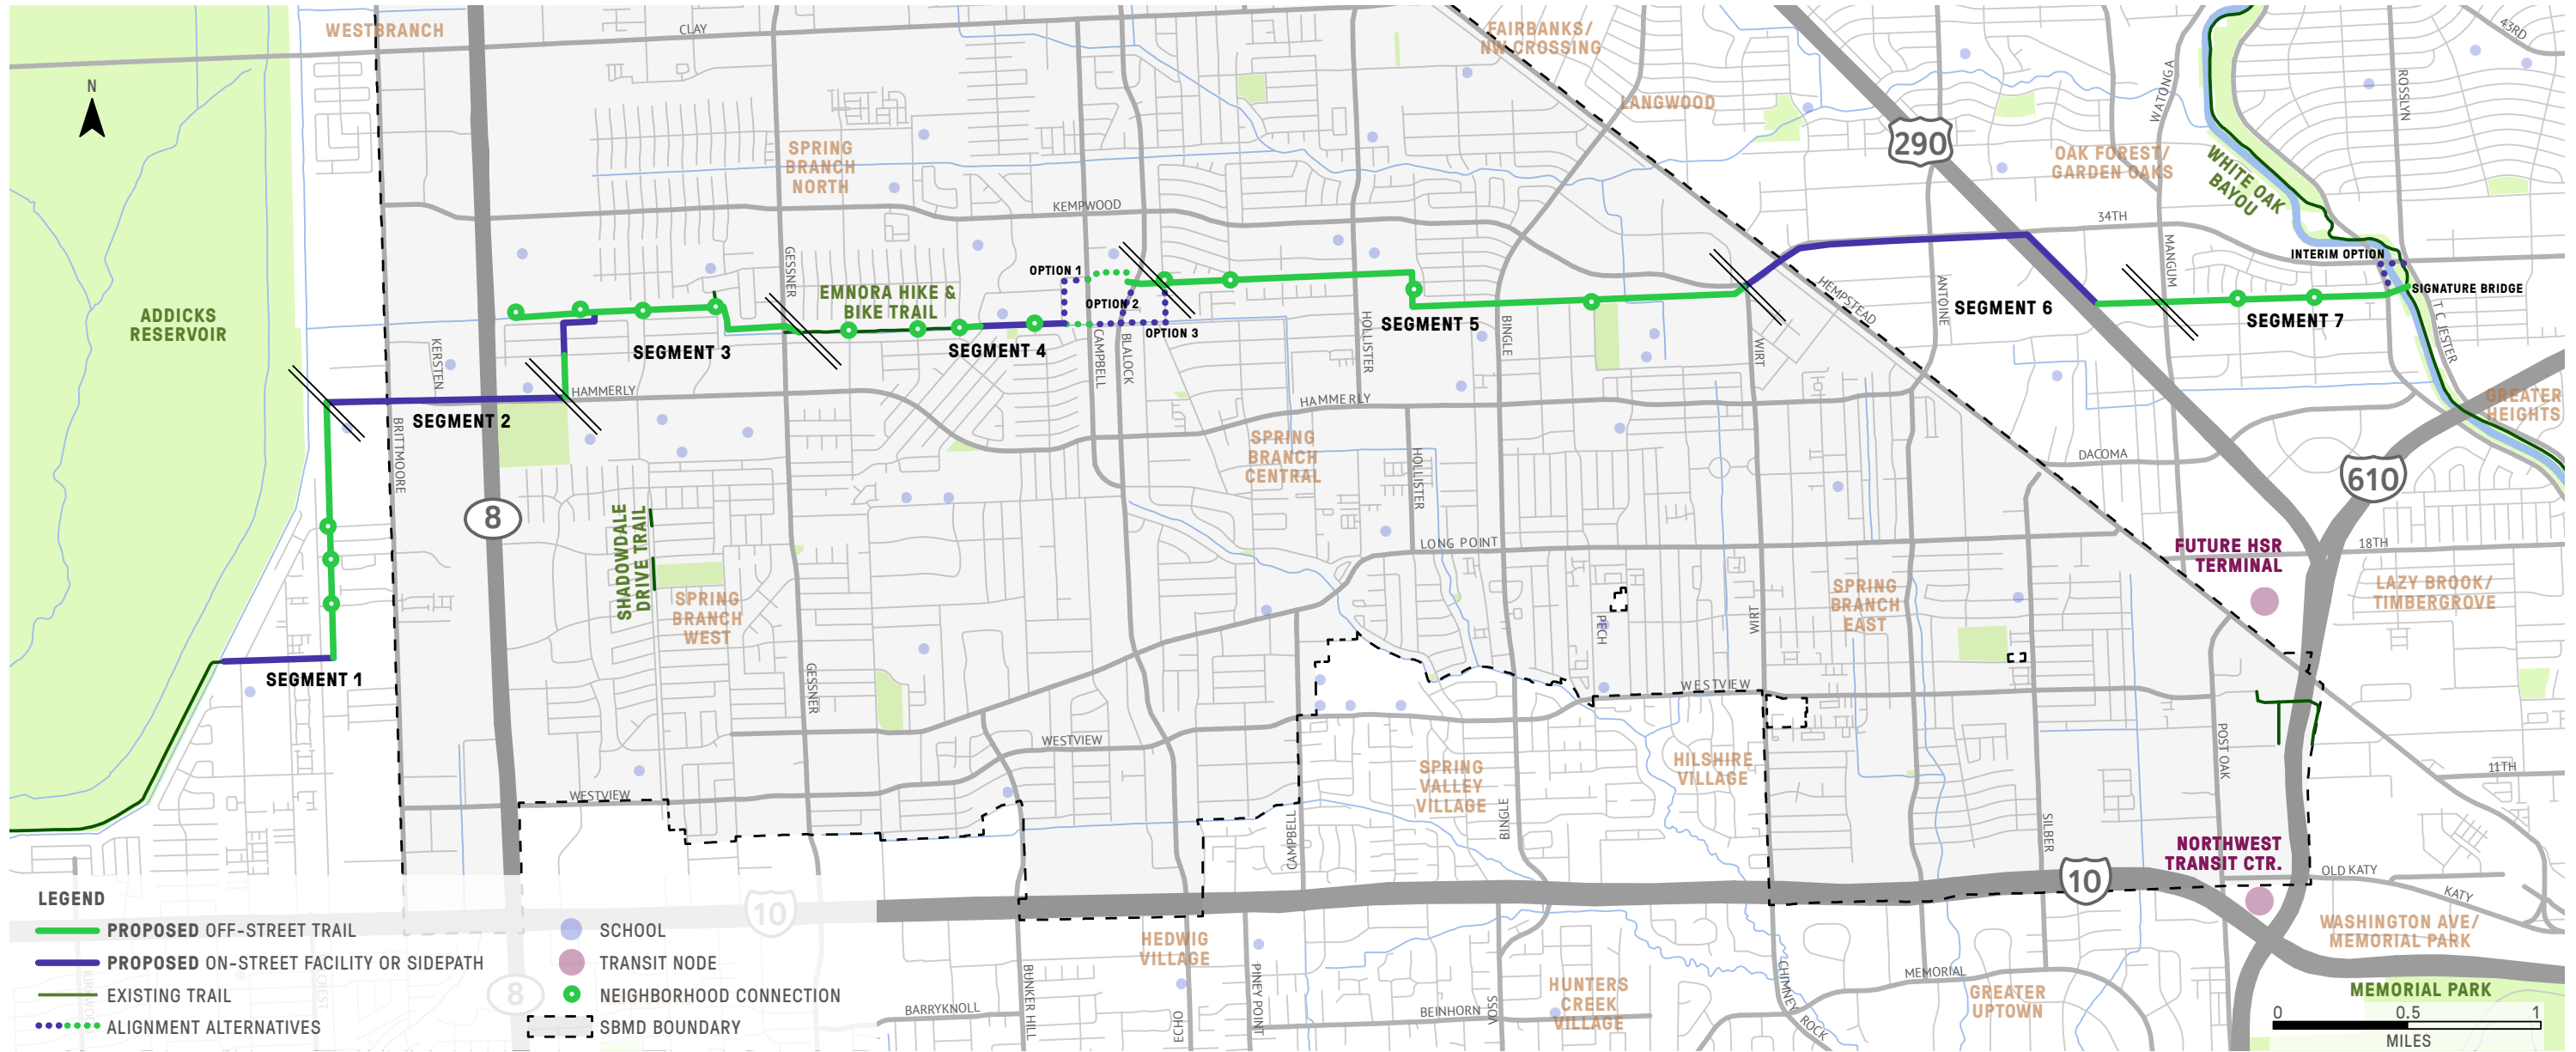 WESTBRANCH
CLAY
FAIRBANKS/
NW CROSSING
43RD
ROSSLYN
WATONGA
LANGWOOD
N
290
SPRING
BRANCH
NORTH
OAK FOREST/
GARDEN OAKS
WHITE OAK
BAYOU
KEMPWOOD
34TH
GESSNER
MANGUM
INTERIM OPTION
OPTION 1
EMNORA HIKE &
BIKE TRAIL
OPTION 2
HEMPSTEAD
ANTOINE
SIGNATURE BRIDGE
ADDICKS
RESERVOIR
SEGMENT 6
SEGMENT 7
T C JESTER
SEGMENT 5
OPTION 3
HOLLISTER
BINGLE
WIRT
KERSTEN
SEGMENT 3
SEGMENT 4
CAMPBELL
BLALOCK
HAMMERLY
HAMMERLY
GREATER
HEIGHTS
SEGMENT 2
BRITTMOORE
SPRING
BRANCH
CENTRAL
HOLLISTER
DACOMA
610
8
SHADOWDALE
DRIVE TRAIL
LONG POINT
18TH
FUTURE HSR
TERMINAL
SPRING
BRANCH
WEST
PECH
WIRT
SPRING
BRANCH
EAST
LAZY BROOK/
TIMBERGROVE
SEGMENT 1
GESSNER
WESTVIEW
WESTVIEW
POST OAK
SPRING
VALLEY
VILLAGE
HILSHIRE
VILLAGE
11TH
WESTVIEW
BINGLE
CAMPBELL
SILBER
NORTHWEST
TRANSIT CTR.
OLD KATY
KATY
10
10
LEGEND
PROPOSED OFF-STREET TRAIL
PROPOSED ON-STREET FACILITY OR SIDEPATH
EXISTING TRAIL
ALIGNMENT ALTERNATIVES
SCHOOL
TRANSIT NODE
NEIGHBORHOOD CONNECTION
SBMD BOUNDARY
8
HEDWIG
VILLAGE
WASHINGTON AVE/
MEMORIAL PARK
BUNKER HILL
PINEY POINT
ECHO
VOSS
CHIMNEY ROCK
MEMORIAL
BARRYKNOLL
BEINHORN
HUNTERS
CREEK
VILLAGE
GREATER
UPTOWN
MEMORIAL PARK
0 0.5 1
MILES